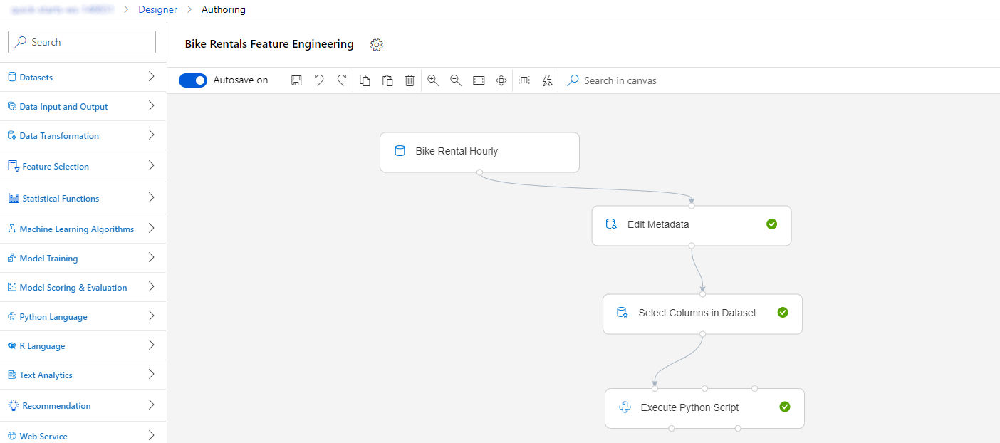 Designer > Authoring
Search
Datasets
Data Input and Output
Data Transformation
Feature Selection
Statistical Functions
Machine Learning Algorithms
Model Training
Model Scoring & Evaluation
Python Language
R Language
Text Analytics
Recommendation
Web Service
Bike Rentals Feature Engineering
Autosave on
Search in canvas
Bike Rental Hourly
Edit Metadata
Select Columns in Dataset
Execute Python Script